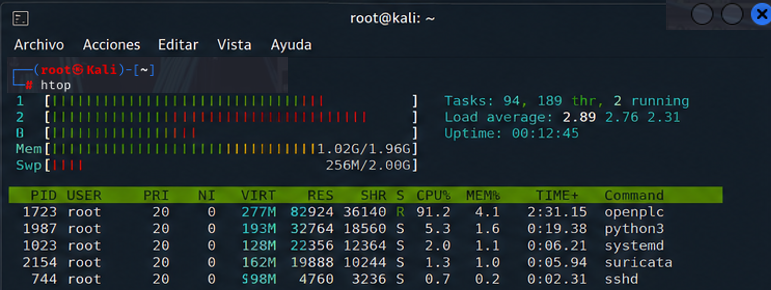 root@kali: ~
Archivo Acciones Editar Vista Ayuda
(root㉿Kali)-[~]
# htop
1 [||||||||||||||||||||||||||||||||||| ] Tasks: 94, 189 thr, 2 running
2 [||||||||||||||||||||||||||||||||||||||||| ] Load average: 2.89 2.76 2.31
[||||||||||||||||||| ] Uptime: 00:12:45
Mem[||||||||||||||||||||||||||||||||||1.02G/1.96G]
Swp[|||| 256M/2.00G]
PID USER PRI NI VIRT RES SHR S CPU% MEM% TIME+ Command
1723 root 20 0 277M 82924 36140 R 91.2 4.1 2:31.15 openplc
1987 root 20 0 193M 32764 18560 S 5.3 1.6 0:19.38 python3
1023 root 20 0 128M 22356 12364 S 2.0 1.1 0:06.21 systemd
2154 root 20 0 162M 19888 10244 S 1.3 1.0 0:05.94 suricata
744 root 20 0 4760 3236 S 0.7 0.2 0:02.31 sshd